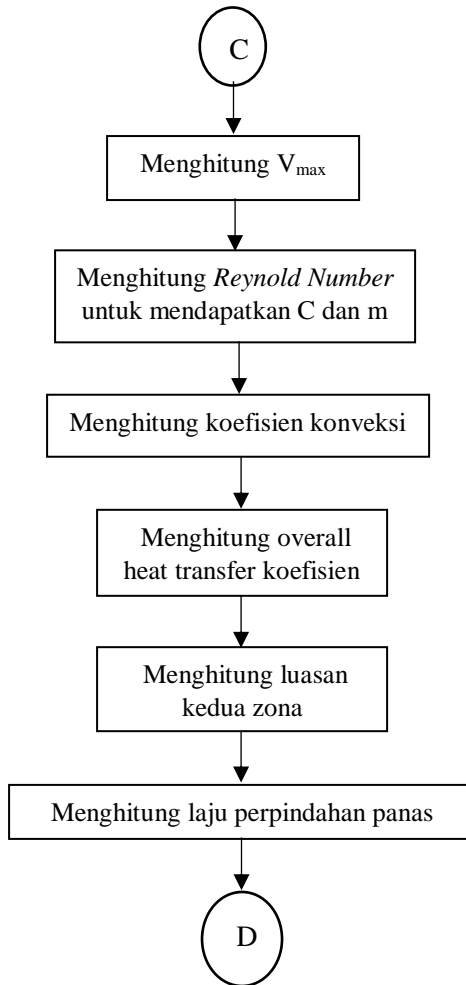 C
Menghitung Vmax
Menghitung Reynold Number
untuk mendapatkan C dan m
Menghitung koefisien konveksi
Menghitung overall
heat transfer koefisien
Menghitung luasan
kedua zona
Menghitung laju perpindahan panas
D